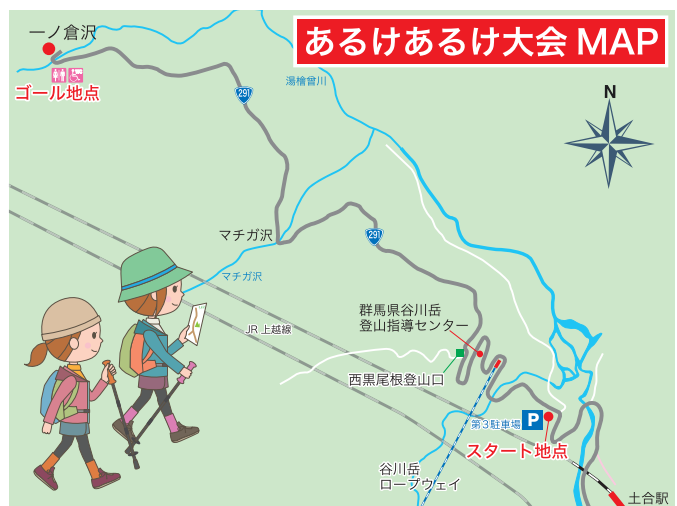 あるけあるけ大会 MAP
一ノ倉沢
ゴール地点
291
湯檜曾川
N
マチガ沢
291
マチガ沢
群馬県谷川岳
登山指導センター
JR 上越線
西黒尾根登山口
第3駐車場
P
スタート地点
谷川岳
ロープウェイ
土合駅